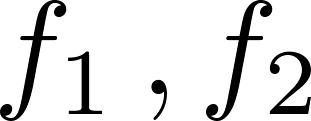 f₁ , f₂